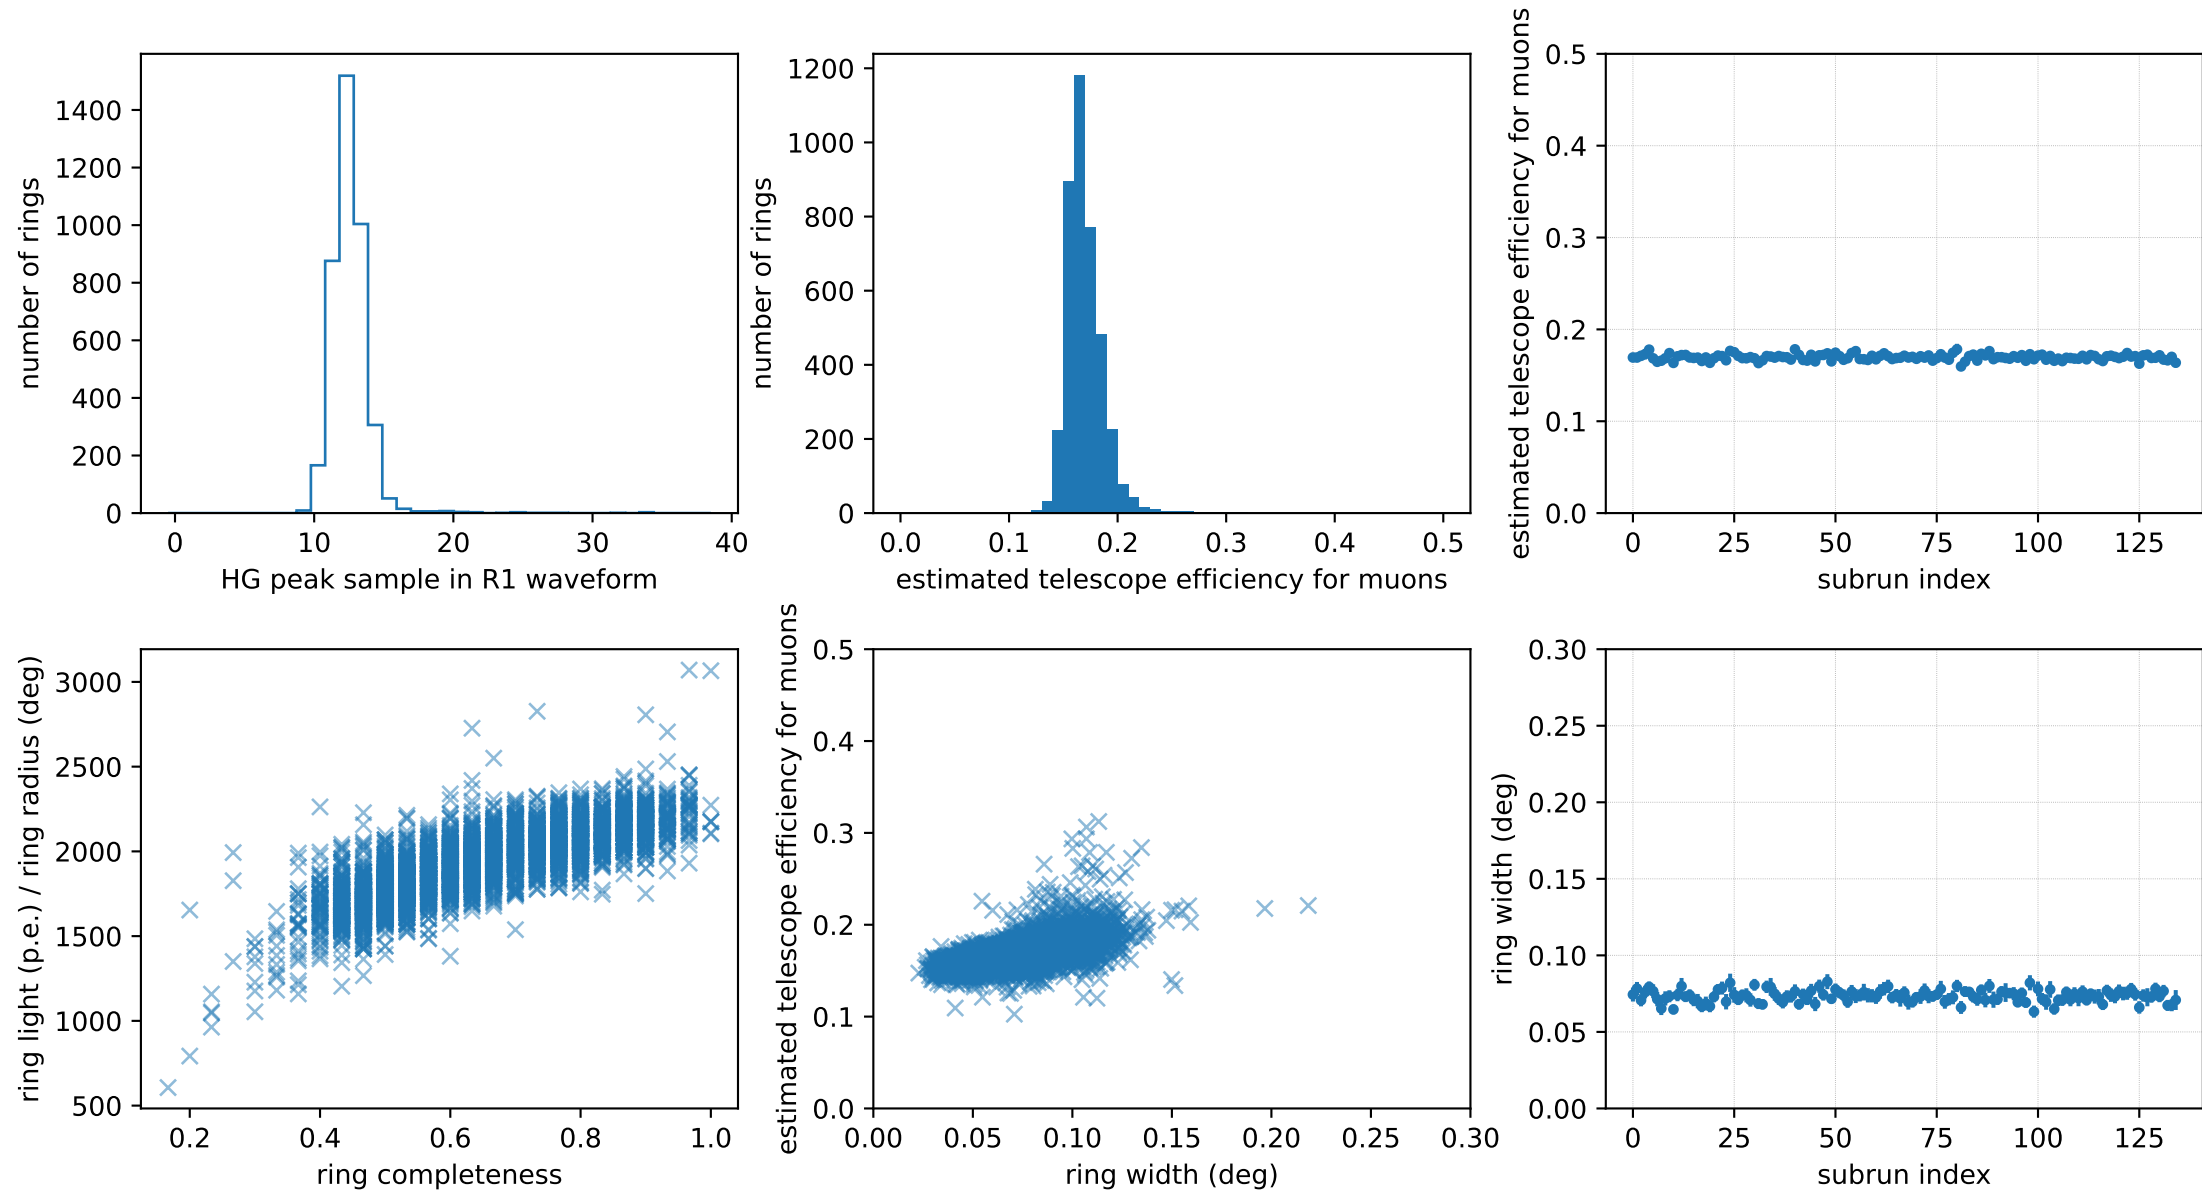 number of rings
1400
1200
1000
800
600
400
200
0
0 10 20 30 40
HG peak sample in R1 waveform
number of rings
1200
1000
800
600
400
200
0
0.0 0.1 0.2 0.3 0.4 0.5
estimated telescope efficiency for muons
estimated telescope efficiency for muons
0.5
0.4
0.3
0.2
0.1
0.0
0 25 50 75 100 125
subrun index
ring light (p.e.) / ring radius (deg)
3000
2500
2000
1500
1000
500
0.2 0.4 0.6 0.8 1.0
ring completeness
estimated telescope efficiency for muons
0.5
0.4
0.3
0.2
0.1
0.0
0.00 0.05 0.10 0.15 0.20 0.25 0.30
ring width (deg)
ring width (deg)
0.30
0.25
0.20
0.15
0.10
0.05
0.00
0 25 50 75 100 125
subrun index